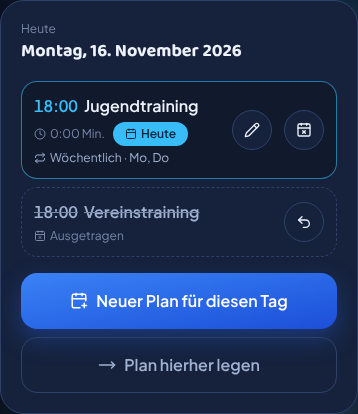 Heute
Montag, 16. November 2026
18:00 Jugendtraining
0:00 Min. Heute
Wöchentlich · Mo, Do
18:00 Vereinstraining
Ausgetragen
Neuer Plan für diesen Tag
Plan hierher legen